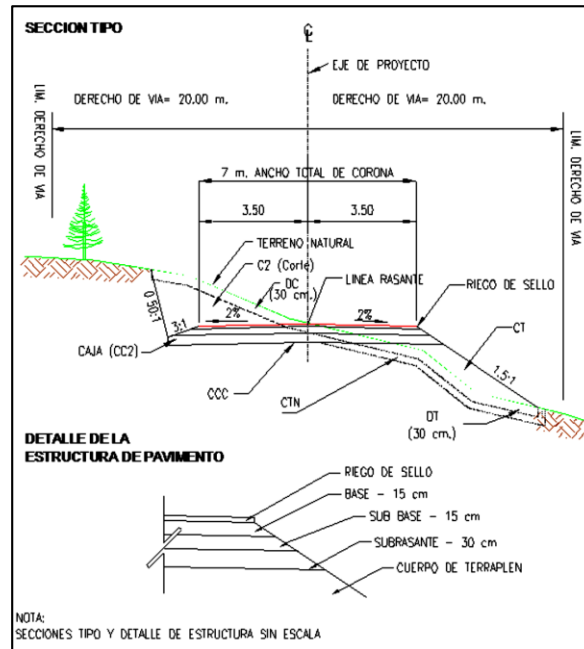 SECCION TIPO
C̲L
EJE DE PROYECTO
DERECHO DE VIA= 20.00 m.
DERECHO DE VIA= 20.00 m.
LIM. DERECHO DE VIA
LIM. DERECHO DE VIA
7 m. ANCHO TOTAL DE CORONA
3.50
3.50
TERRENO NATURAL
C2 (Corte)
DC
(30 cm.)
LINEA RASANTE
RIEGO DE SELLO
2%
2%
0.50:1
3:1
CT
CAJA (CC2)
1.5:1
CCC
CTN
DT
(30 cm.)
DETALLE DE LA
ESTRUCTURA DE PAVIMENTO
RIEGO DE SELLO
BASE - 15 cm
SUB BASE - 15 cm
SUBRASANTE - 30 cm
CUERPO DE TERRAPLEN
NOTA:
SECCIONES TIPO Y DETALLE DE ESTRUCTURA SIN ESCALA